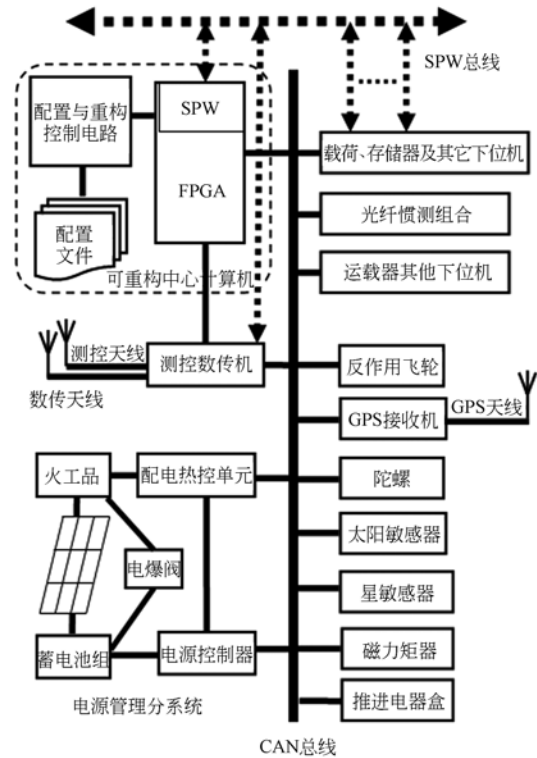 SPW总线
配置与重构
控制电路
SPW
FPGA
配置
文件
可重构中心计算机
载荷、存储器及其它下位机
光纤惯测组合
运载器其他下位机
测控天线
数传天线
测控数传机
反作用飞轮
GPS接收机
GPS天线
火工品
配电热控单元
陀螺
太阳敏感器
电爆阀
星敏感器
蓄电池组
电源控制器
磁力矩器
电源管理分系统
推进电器盒
CAN总线